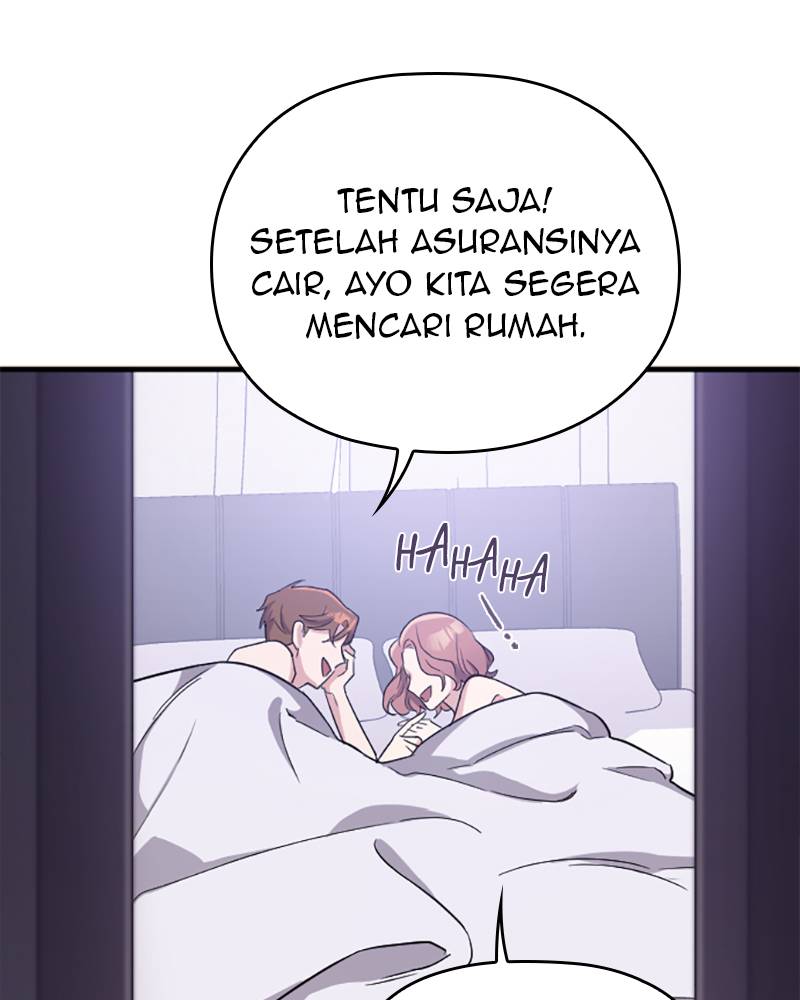 TENTU SAJA!
SETELAH ASURANSINYA
CAIR, AYO KITA SEGERA
MENCARI RUMAH.
HAHAHA